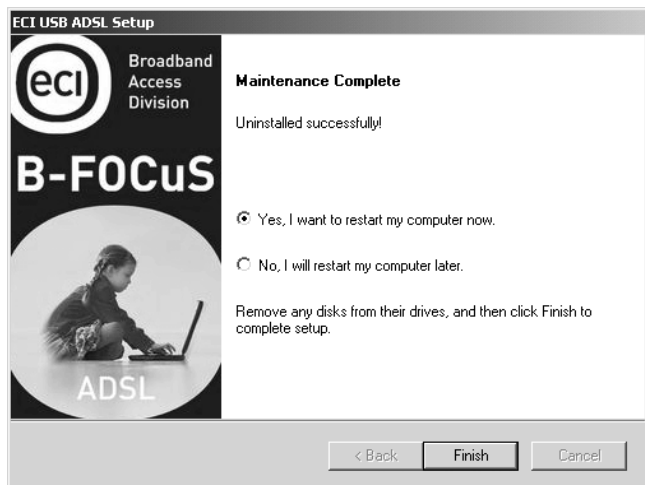 ECI USB ADSL Setup
eci
Broadband
Access
Division
B-FOCuS
ADSL
Maintenance Complete
Uninstalled successfully!
Yes, I want to restart my computer now.
No, I will restart my computer later.
Remove any disks from their drives, and then click Finish to
complete setup.
< Back
Finish
Cancel